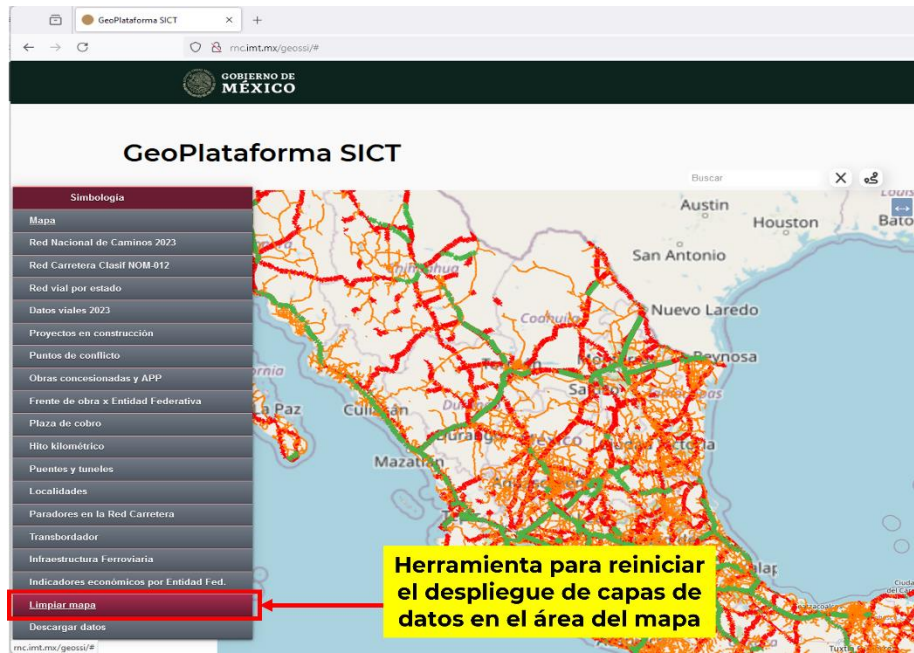 GeoPlataforma SICT
rnc.imt.mx/geossi/#
GOBIERNO DE
MÉXICO
GeoPlataforma SICT
Buscar
Simbología
Mapa
Red Nacional de Caminos 2023
Red Carretera Clasif NOM-012
Red vial por estado
Datos viales 2023
Proyectos en construcción
Puntos de conflicto
Obras concesionadas y APP
Frente de obra x Entidad Federativa
Plaza de cobro
Hito kilométrico
Puentes y tunelos
Localidades
Paradores en la Red Carretera
Transbordador
Infraestructura Ferroviaria
Indicadores económicos por Entidad Fed.
Limpiar mapa
Descargar datos
rnc.imt.mx/geossi/#
Austin
Houston
San Antonio
Chihuahua
Coahuila
Nuevo Laredo
Reynosa
La Paz
Culiacán
Durango
Mazatlán
Herramienta para reiniciar
el despliegue de capas de
datos en el área del mapa